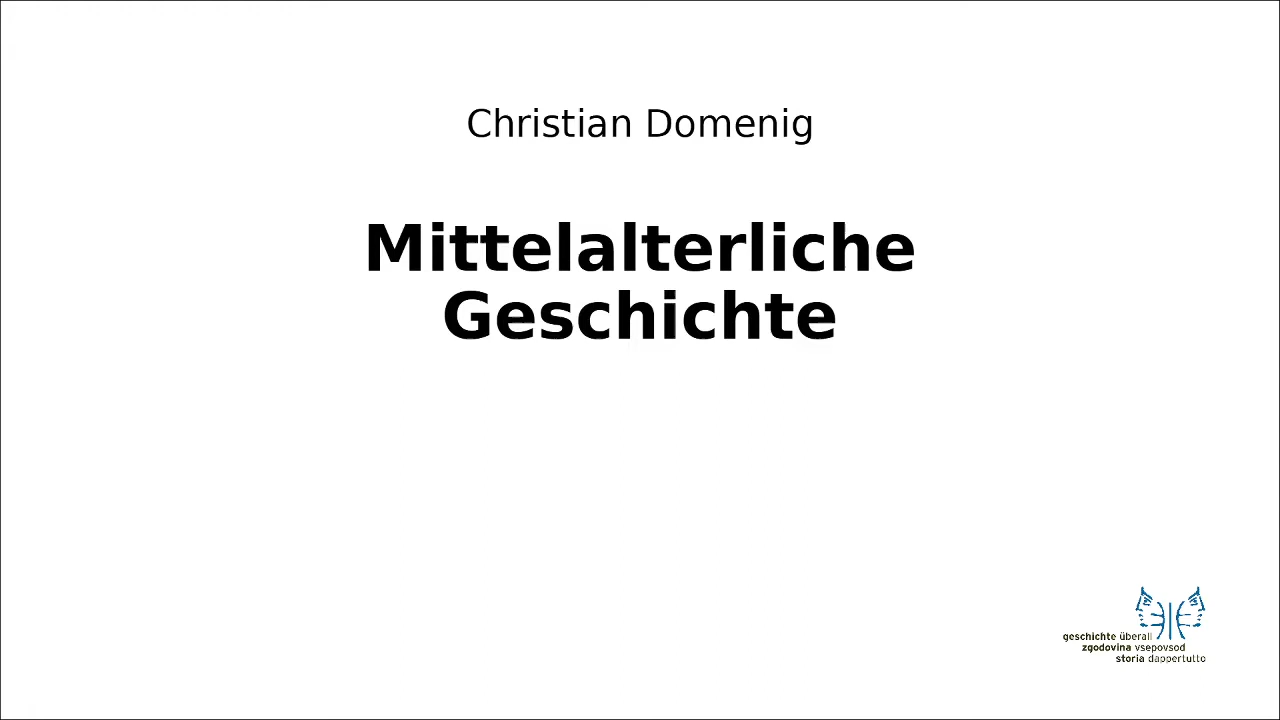 Christian Domenig
Mittelalterliche
Geschichte
geschichte überall
zgodovina vsepovsod
storia dappertutto